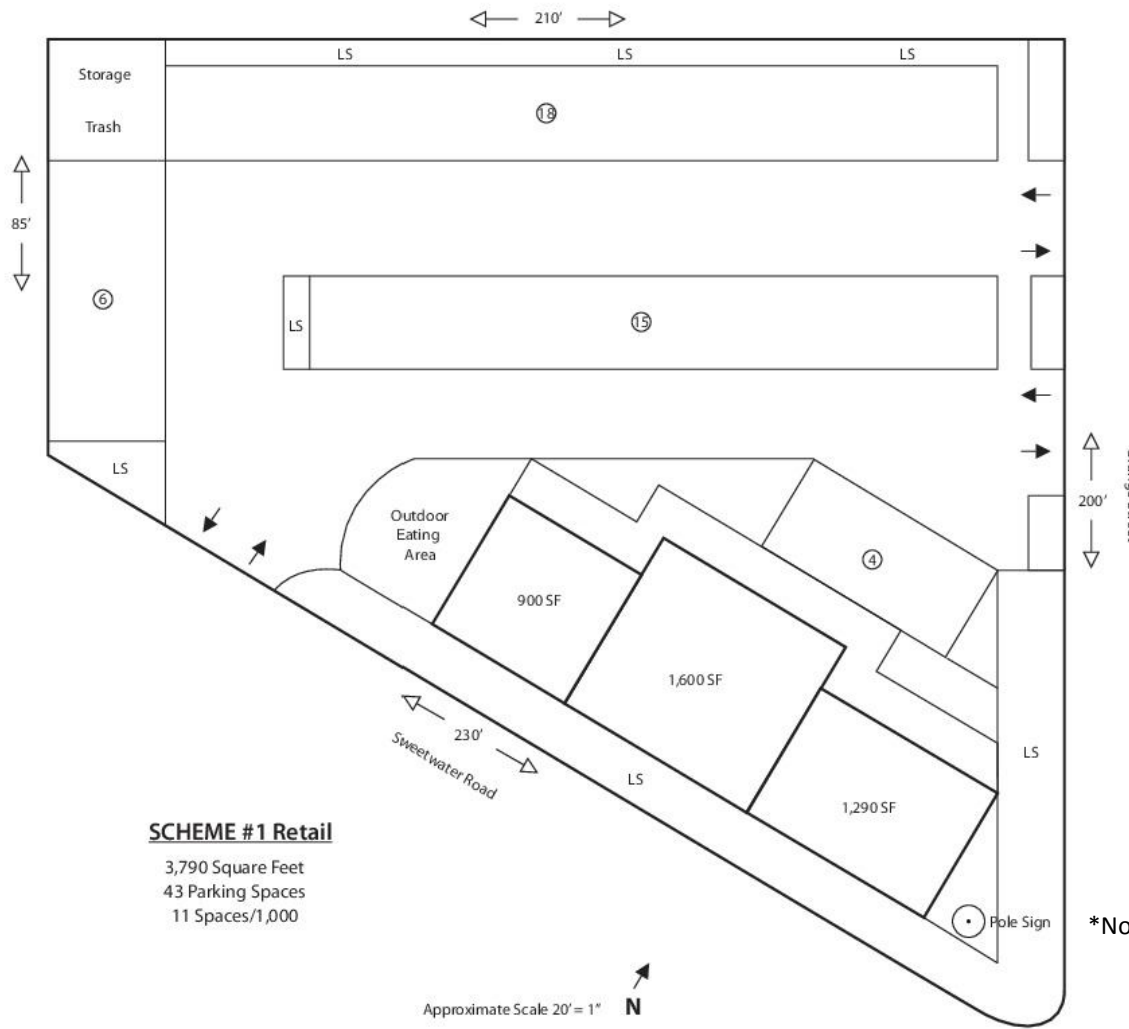 210'
LS
LS
LS
Storage
Trash
18
85'
6
LS
15
LS
200'
Outdoor
Eating
Area
4
900 SF
1,600 SF
LS
230'
Sweetwater Road
LS
1,290 SF
SCHEME #1 Retail
3,790 Square Feet
43 Parking Spaces
11 Spaces/1,000
Pole Sign
*No
Approximate Scale 20' = 1" N